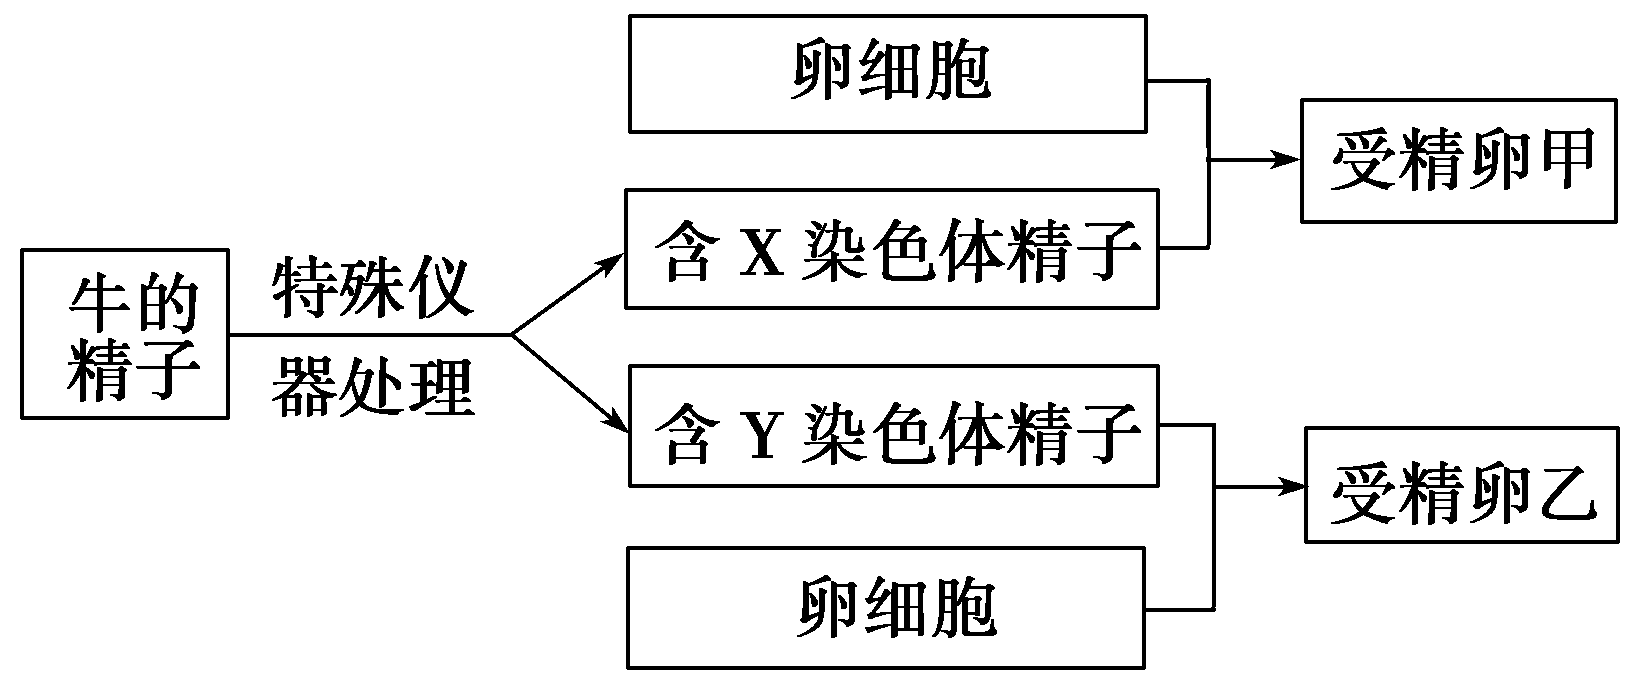 卵细胞
受精卵甲
含 X 染色体精子
牛的
精子
特殊仪
器处理
含 Y 染色体精子
受精卵乙
卵细胞